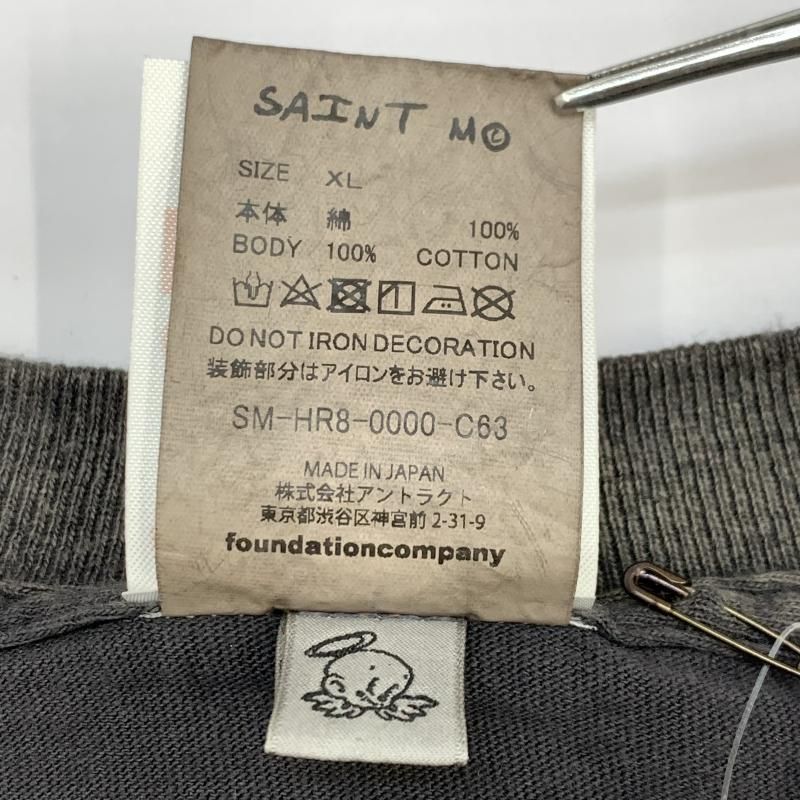 SAINT M©
SIZE XL
本体 綿 100%
BODY 100% COTTON
DO NOT IRON DECORATION
装飾部分はアイロンをお避け下さい。
SM-HR8-0000-C63
MADE IN JAPAN
株式会社アントラクト
東京都渋谷区神宮前 2-31-9
foundationcompany